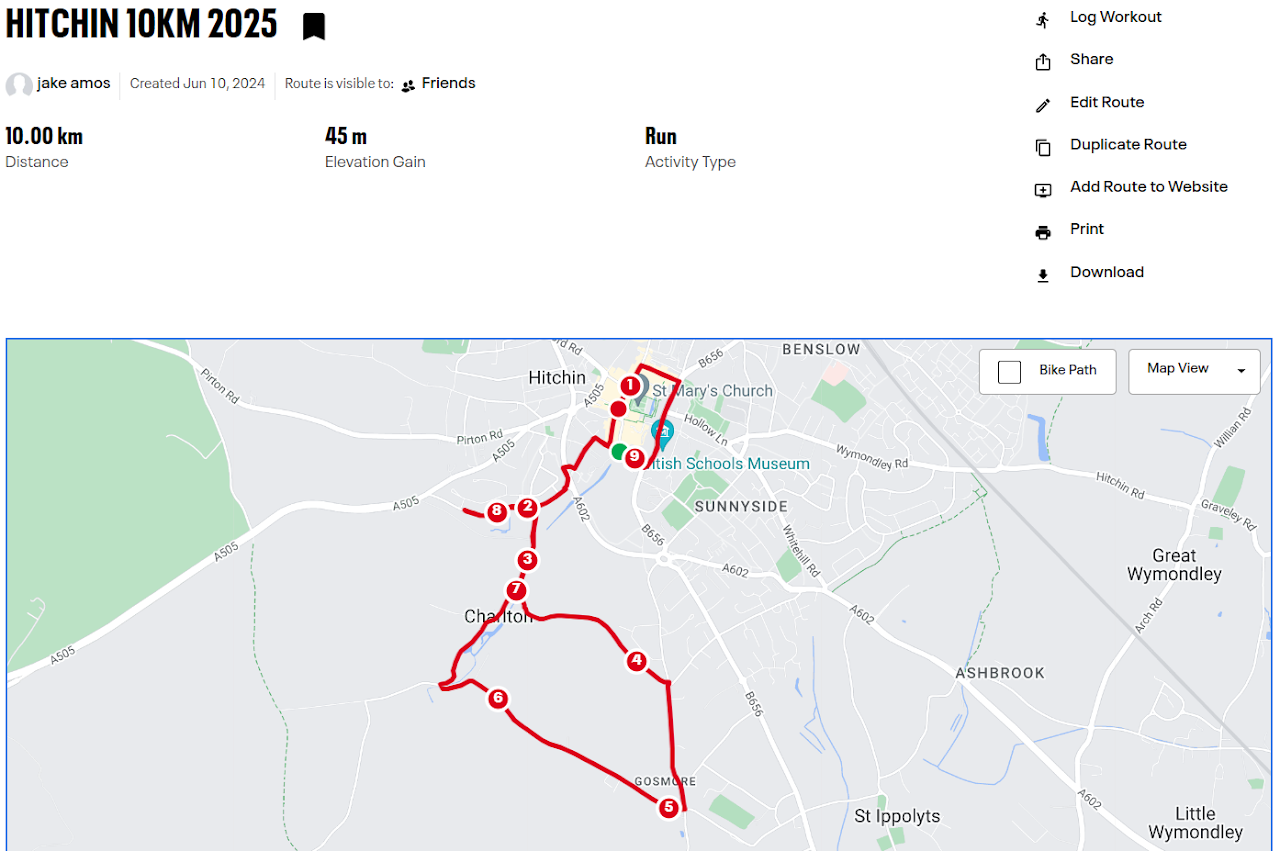 HITCHIN 10KM 2025
jake amos
Created Jun 10, 2024
Route is visible to:
Friends
10.00 km
Distance
45 m
Elevation Gain
Run
Activity Type
Log Workout
Share
Edit Route
Duplicate Route
Add Route to Website
Print
Download
Bike Path
Map View
BENSLOW
rd Rd
B656
Hitchin
A505
1
St Mary's Church
Pirton Rd
Hollow Ln
Willian Rd
Pirton Rd
A505
9
itish Schools Museum
Wymondley Rd
Hitchin Rd
Graveley Rd
A505
8
2
A602
SUNNYSIDE
B656
Whitehill Rd
A505
3
A602
Great
Wymondley
7
Charlton
A602
Arch Rd
A505
4
ASHBROOK
6
B656
GOSMORE
5
A602
St Ippolyts
Little
Wymondley